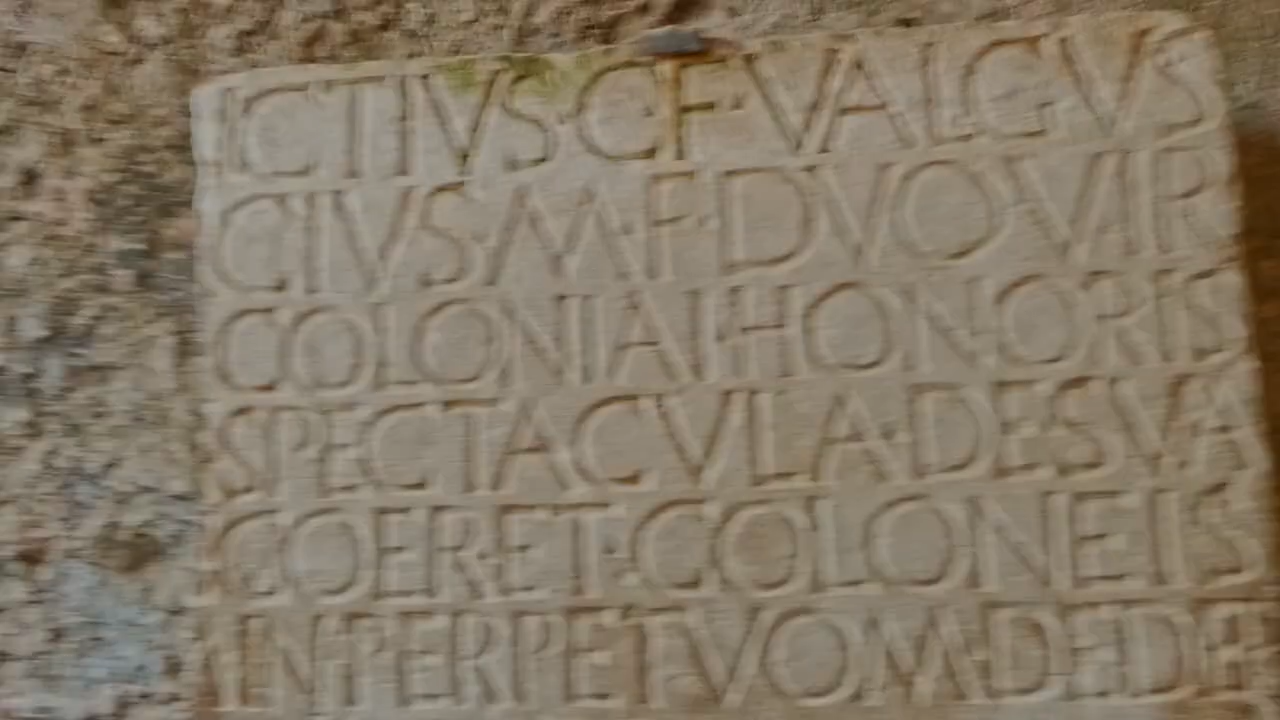 ICTIVS·C·F·VALGVS
CIVS·M·F·DVOVIR
COLONIAI·HONORIS
SPECTACVLA·DE·SVA
COER·ET·COLONEIS
IN·PERPETVOM·DEDER